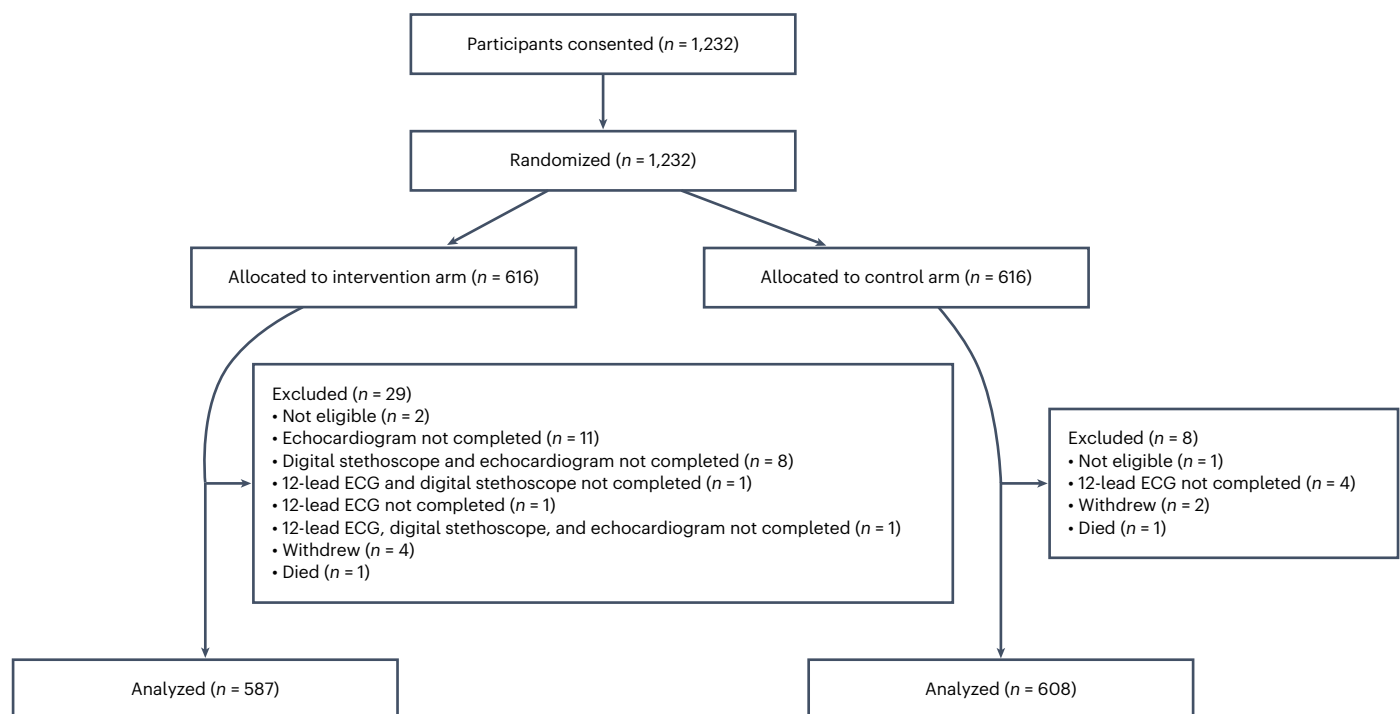 Participants consented (n = 1,232)
Randomized (n = 1,232)
Allocated to intervention arm (n = 616)
Allocated to control arm (n = 616)
Excluded (n = 29)
• Not eligible (n = 2)
• Echocardiogram not completed (n = 11)
• Digital stethoscope and echocardiogram not completed (n = 8)
• 12-lead ECG and digital stethoscope not completed (n = 1)
• 12-lead ECG not completed (n = 1)
• 12-lead ECG, digital stethoscope, and echocardiogram not completed (n = 1)
• Withdrew (n = 4)
• Died (n = 1)
Excluded (n = 8)
• Not eligible (n = 1)
• 12-lead ECG not completed (n = 4)
• Withdrew (n = 2)
• Died (n = 1)
Analyzed (n = 587)
Analyzed (n = 608)